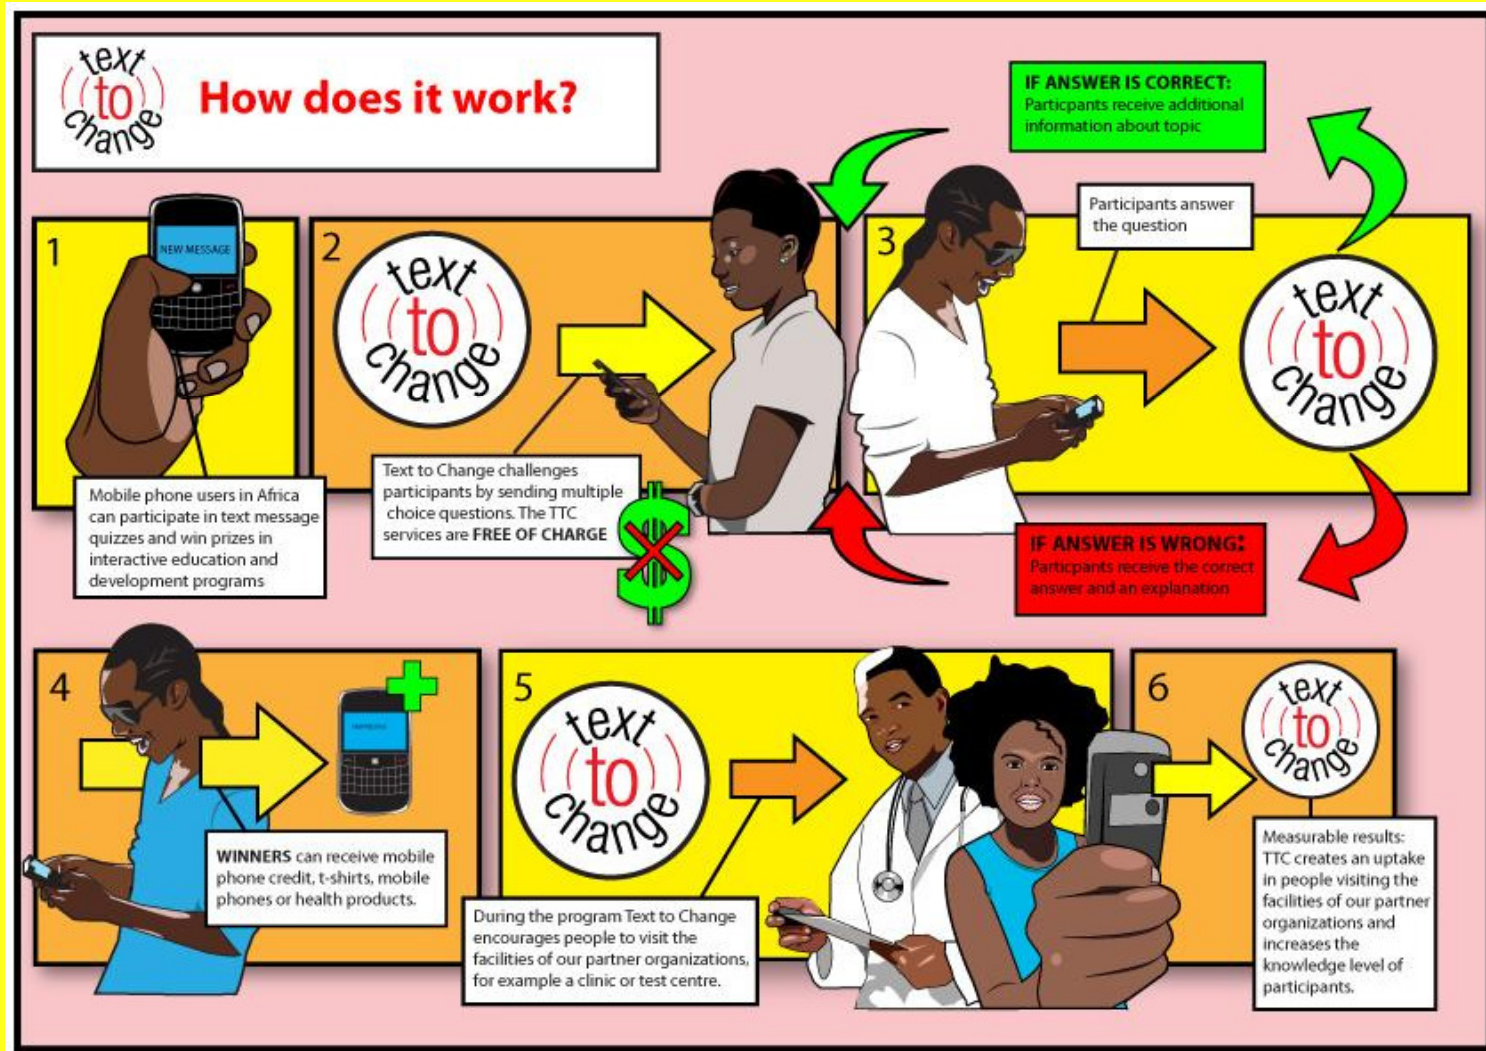 text
to
change
How does it work?
IF ANSWER IS CORRECT:
Particpants receive additional
information about topic
1
NEW MESSAGE
Mobile phone users in Africa
can participate in text message
quizzes and win prizes in
interactive education and
development programs
2
text
to
change
Text to Change challenges
participants by sending multiple
choice questions. The TTC
services are FREE OF CHARGE
$
3
Participants answer
the question
text
to
change
IF ANSWER IS WRONG:
Particpants receive the correct
answer and an explanation
4
WINNERS can receive mobile
phone credit, t-shirts, mobile
phones or health products.
5
text
to
change
During the program Text to Change
encourages people to visit the
facilities of our partner organizations,
for example a clinic or test centre.
6
text
to
change
Measurable results:
TTC creates an uptake
in people visiting the
facilities of our partner
organizations and
increases the
knowledge level of
participants.